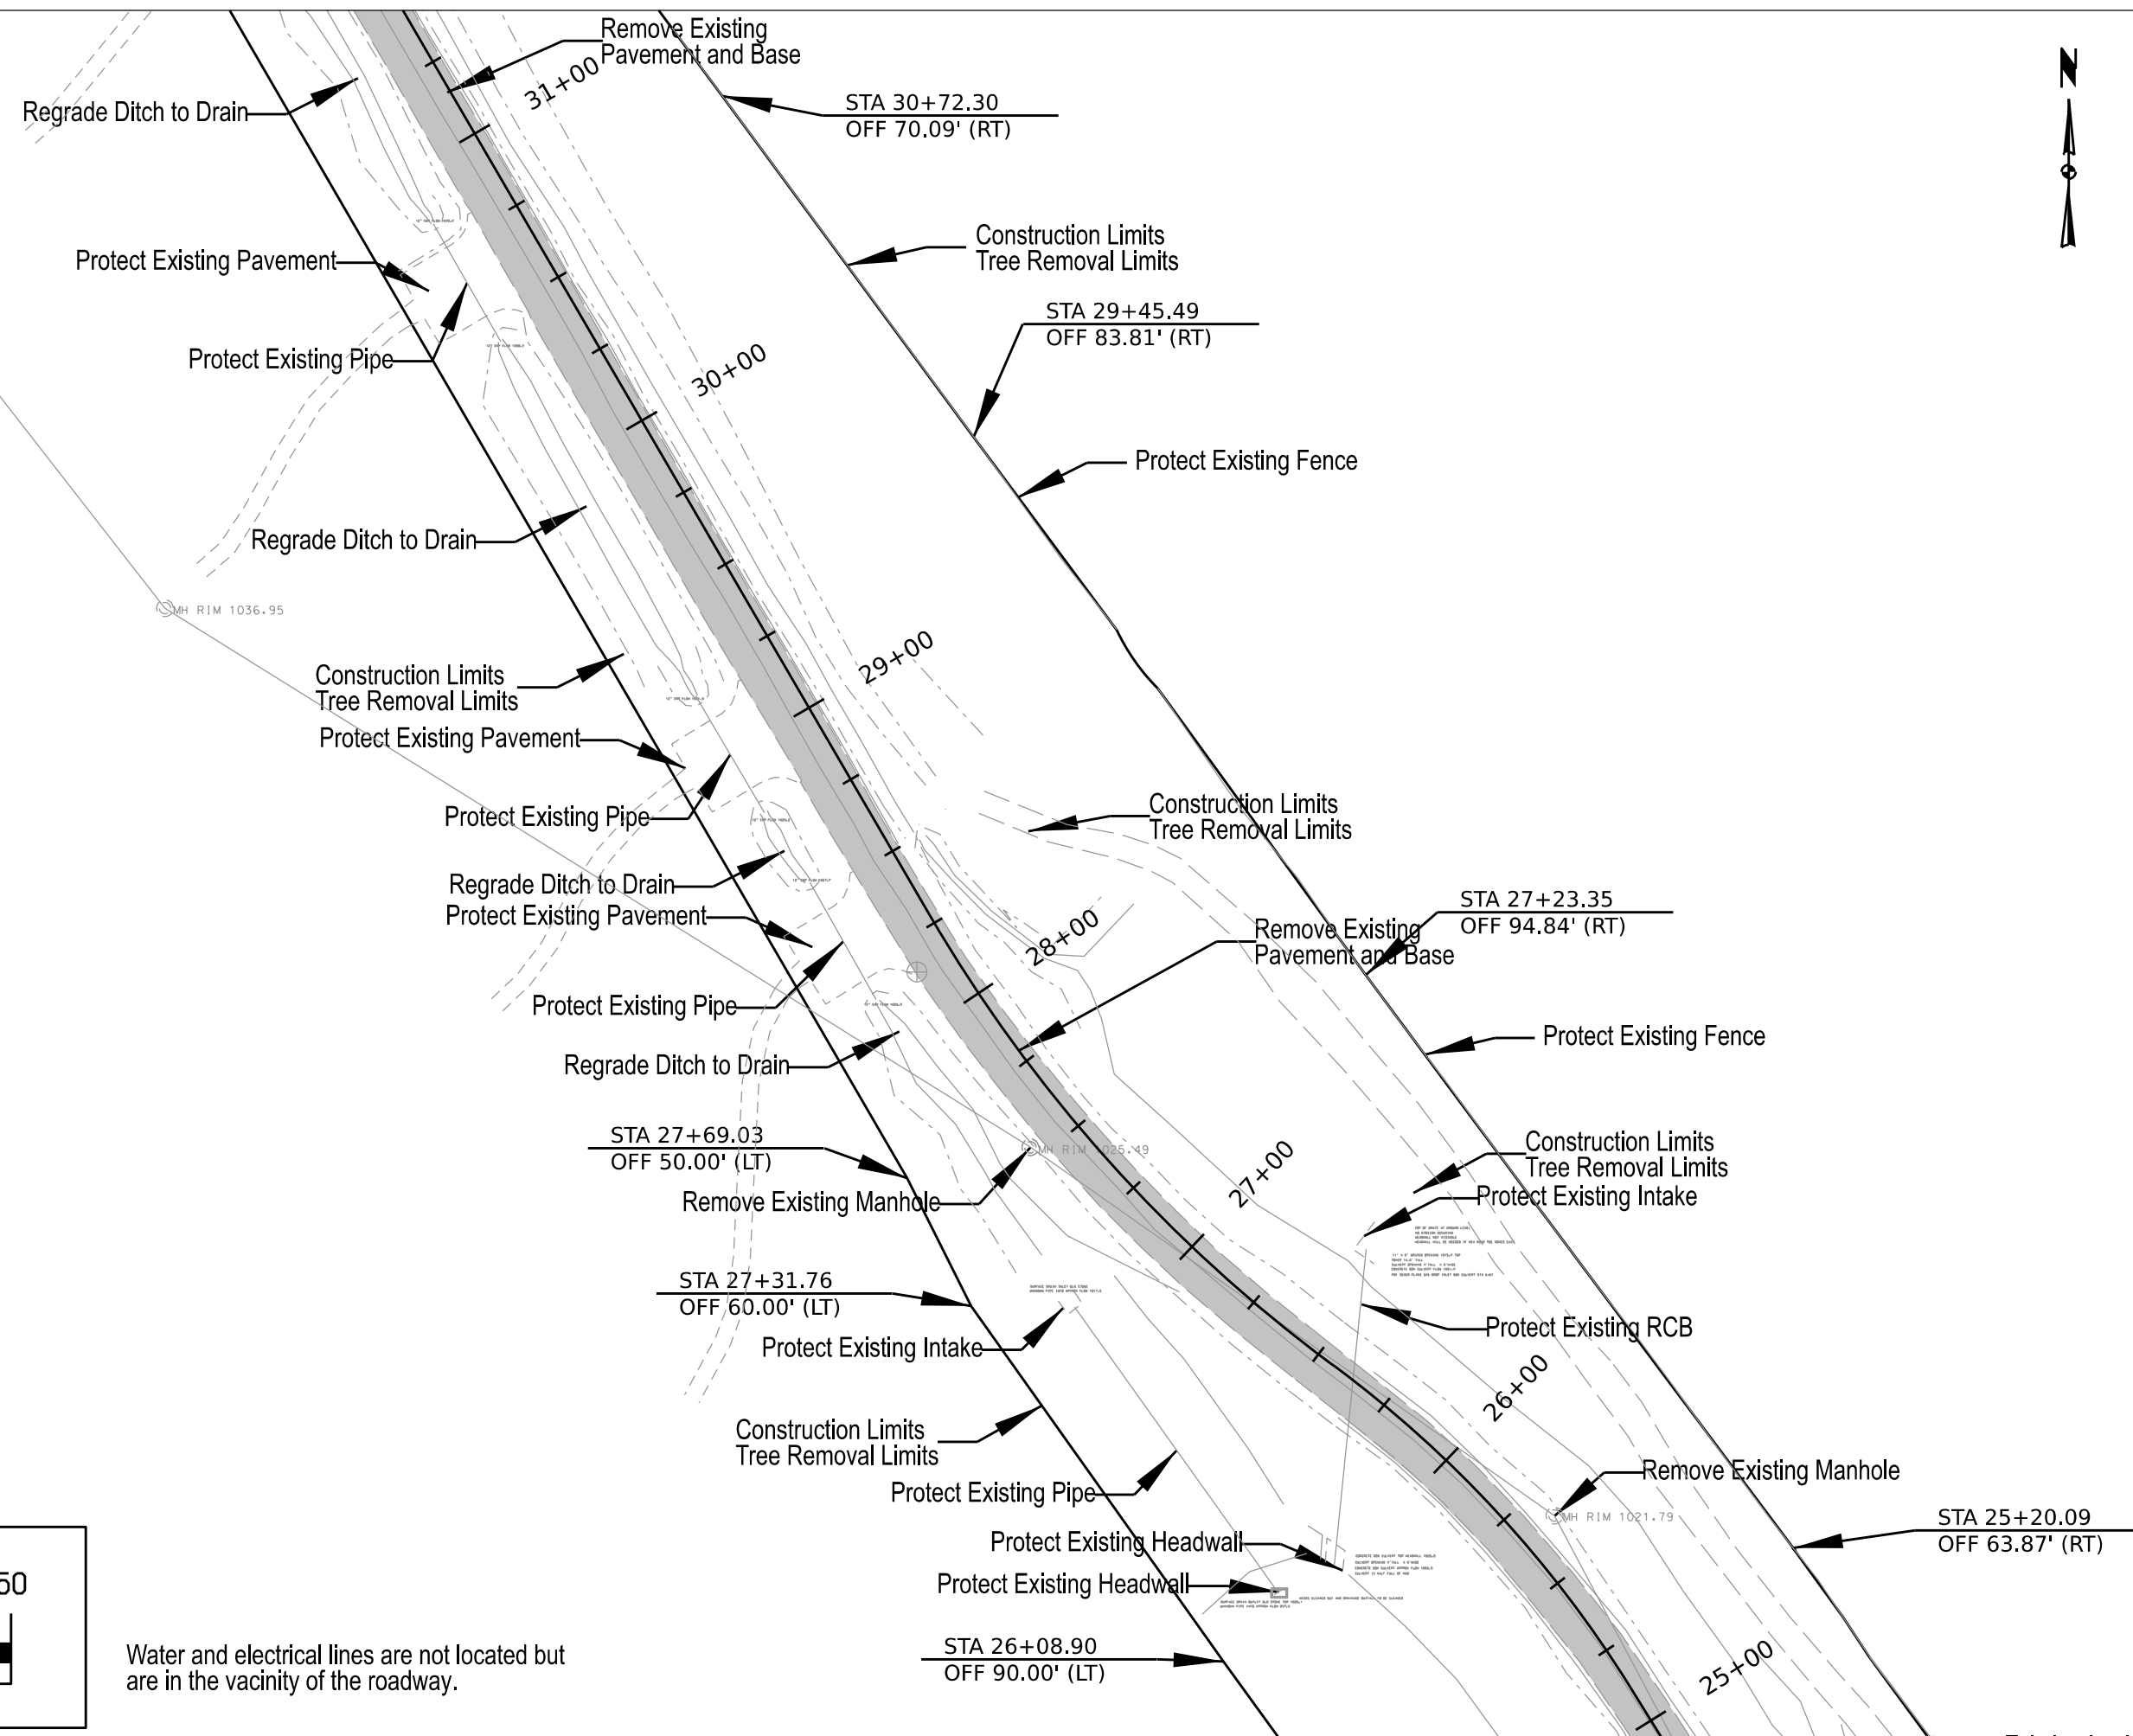 Remove Existing
Pavement and Base
31+00
N
STA 30+72.30
OFF 70.09' (RT)
Regrade Ditch to Drain
Construction Limits
Tree Removal Limits
Protect Existing Pavement
STA 29+45.49
OFF 83.81' (RT)
Protect Existing Pipe
30+00
Protect Existing Fence
Regrade Ditch to Drain
MH RIM 1036.95
29+00
Construction Limits
Tree Removal Limits
Protect Existing Pavement
Construction Limits
Tree Removal Limits
Protect Existing Pipe
Regrade Ditch to Drain
Protect Existing Pavement
STA 27+23.35
OFF 94.84' (RT)
28+00
Remove Existing
Pavement and Base
Protect Existing Pipe
Protect Existing Fence
Regrade Ditch to Drain
STA 27+69.03
OFF 50.00' (LT)
MH RIM 1025.49
27+00
Construction Limits
Tree Removal Limits
Protect Existing Intake
Remove Existing Manhole
STA 27+31.76
OFF 60.00' (LT)
Protect Existing Intake
Protect Existing RCB
26+00
Construction Limits
Tree Removal Limits
Protect Existing Pipe
Remove Existing Manhole
MH RIM 1021.79
STA 25+20.09
OFF 63.87' (RT)
Protect Existing Headwall
Protect Existing Headwall
50
STA 26+08.90
OFF 90.00' (LT)
25+00
Water and electrical lines are not located but
are in the vacinity of the roadway.